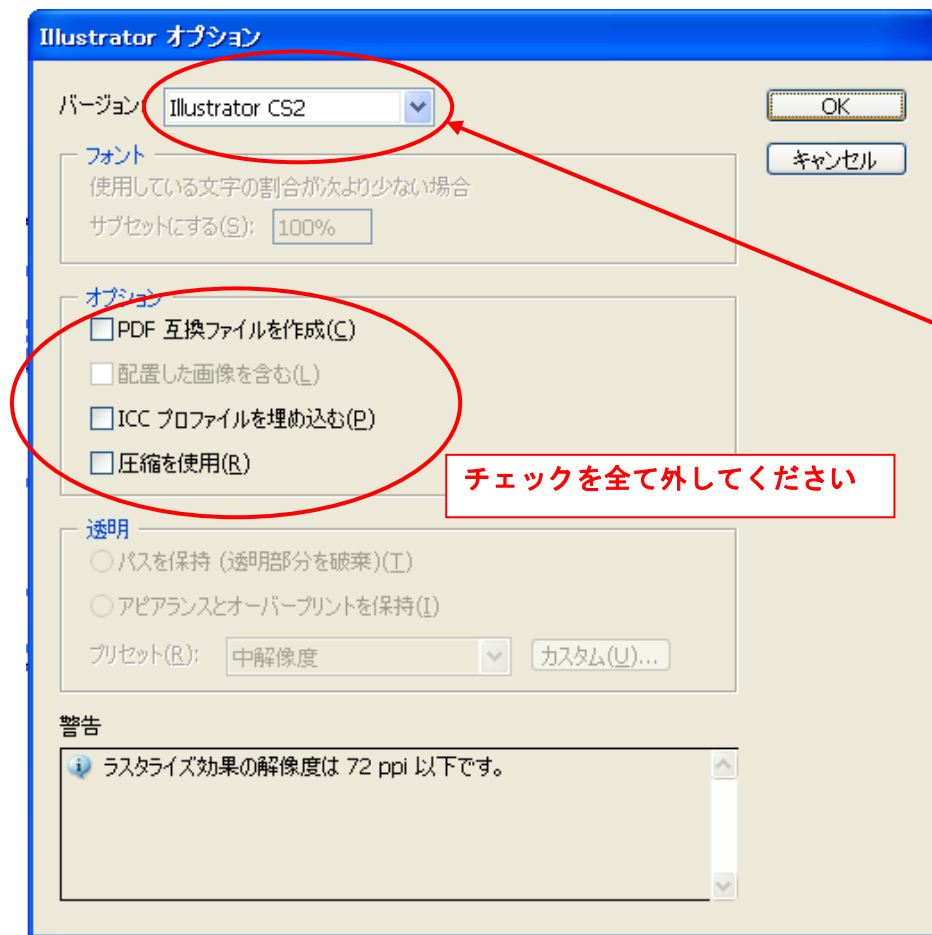 Illustrator オプション
バージョン: Illustrator CS2
OK
キャンセル
フォント
使用している文字の割合が次より少ない場合
サブセットにする(S): 100%
オプション
PDF 互換ファイルを作成(C)
配置した画像を含む(L)
ICC プロファイルを埋め込む(P)
圧縮を使用(R)
チェックを全て外してください
透明
パスを保持 (透明部分を破棄)(T)
アピアランスとオーバープリントを保持(I)
プリセット(R): 中解像度 カスタム(U)...
警告
ラスタライズ効果の解像度は 72 ppi 以下です。